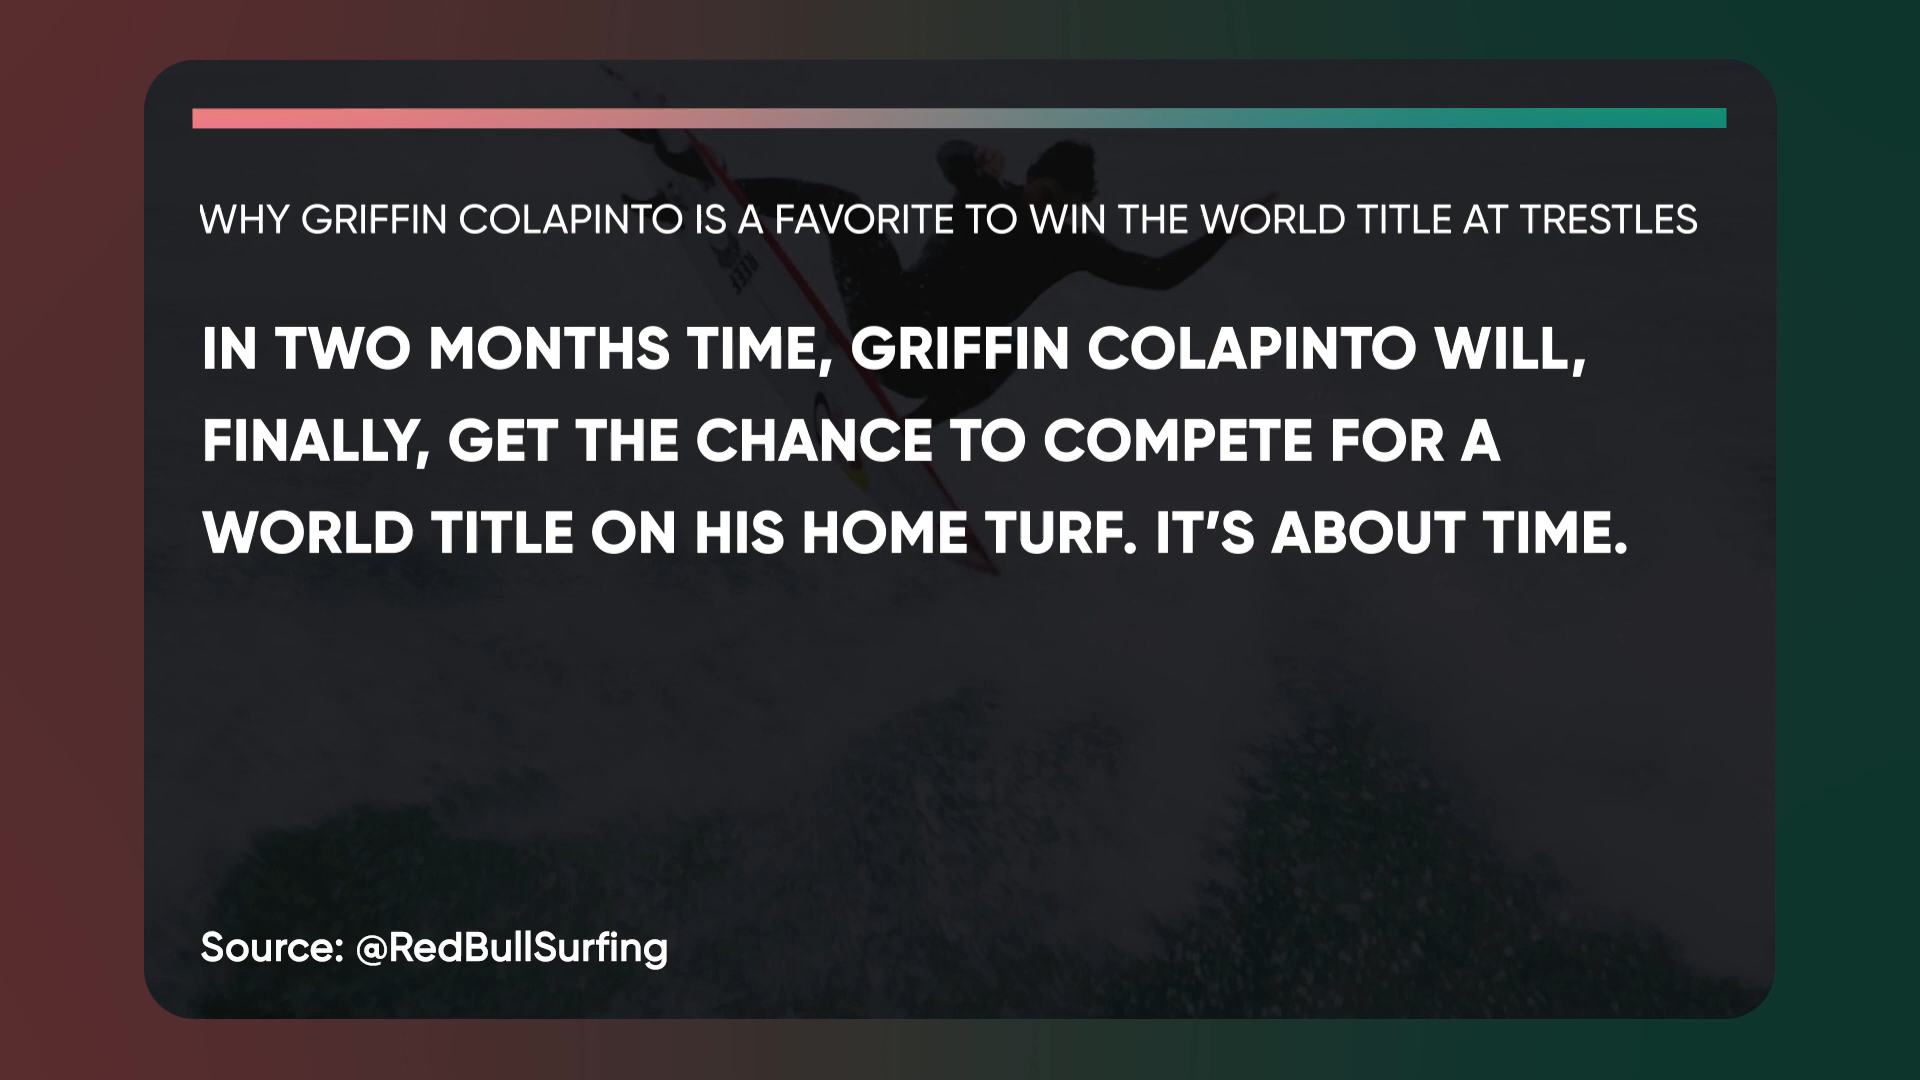 WHY GRIFFIN COLAPINTO IS A FAVORITE TO WIN THE WORLD TITLE AT TRESTLES
IN TWO MONTHS TIME, GRIFFIN COLAPINTO WILL,
FINALLY, GET THE CHANCE TO COMPETE FOR A
WORLD TITLE ON HIS HOME TURF. IT’S ABOUT TIME.
Source: @RedBullSurfing